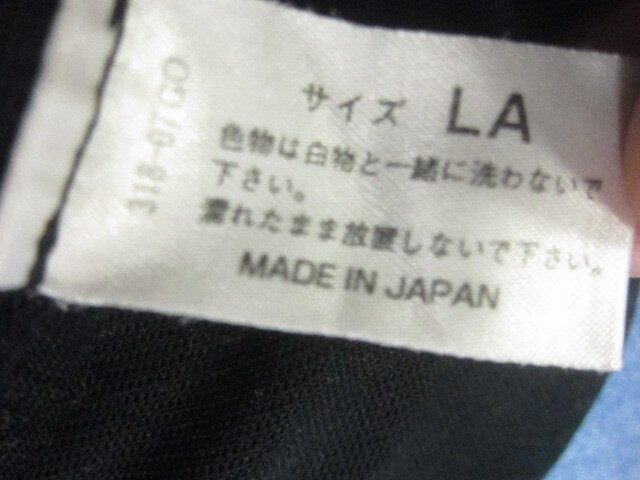 サイズ LA
色物は白物と一緒に洗わないで
下さい。
濡れたまま放置しないで下さい。
MADE IN JAPAN
318-07GO